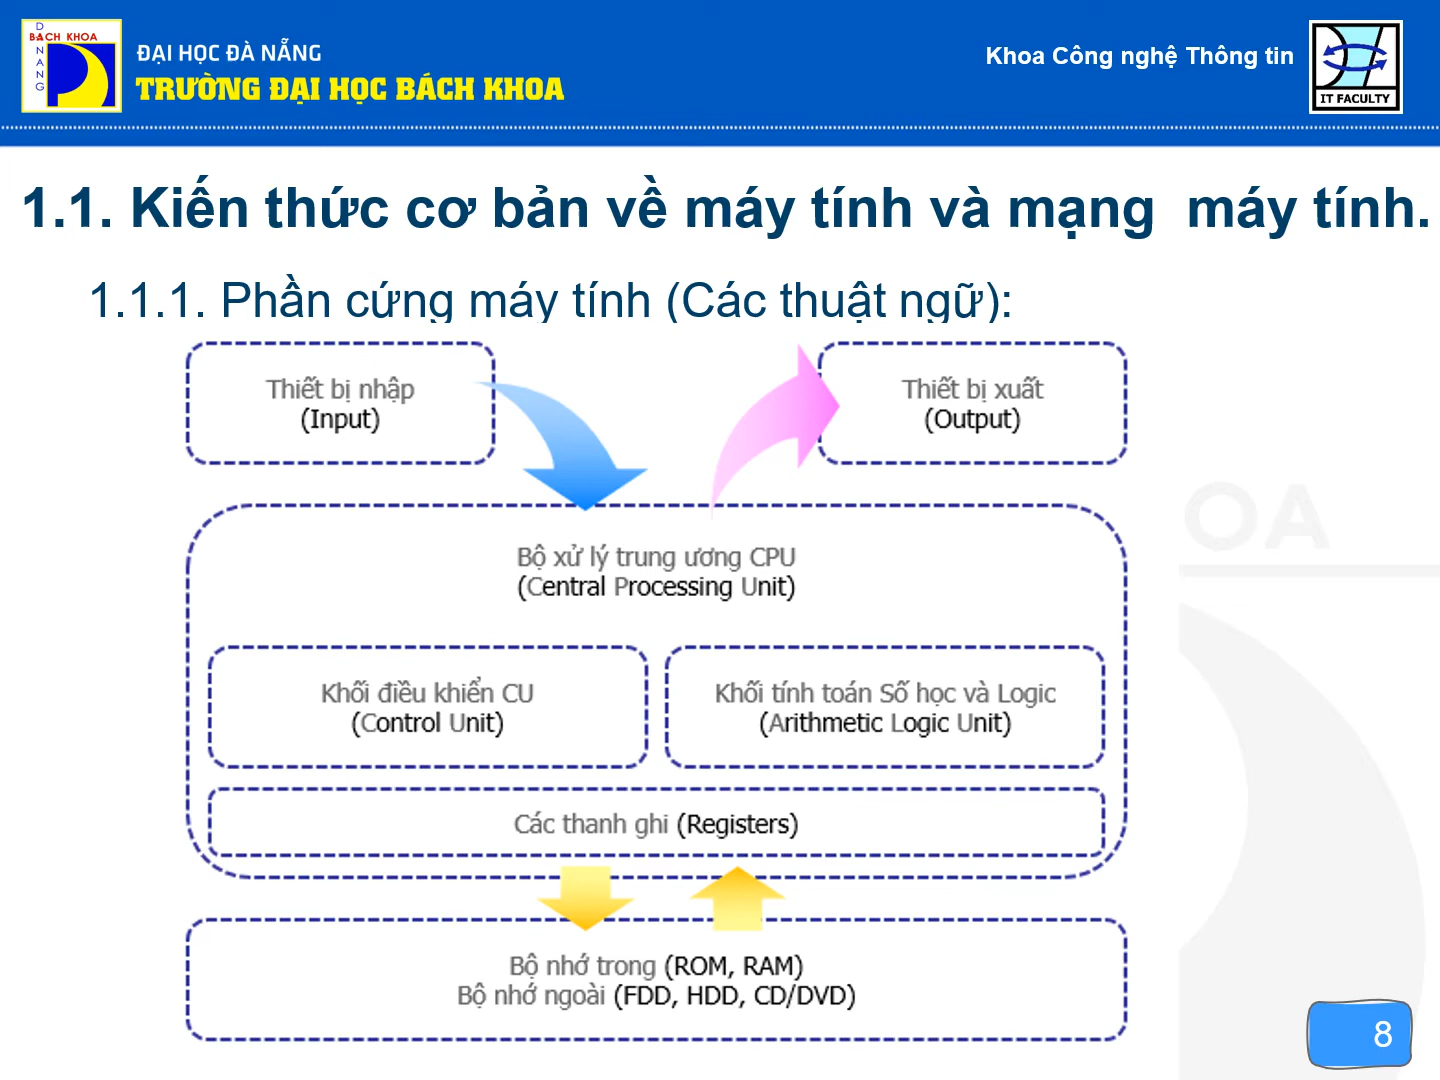 DANANG
BACH KHOA
ĐẠI HỌC ĐÀ NẴNG
TRƯỜNG ĐẠI HỌC BÁCH KHOA
Khoa Công nghệ Thông tin
IT FACULTY
1.1. Kiến thức cơ bản về máy tính và mạng máy tính.
1.1.1. Phần cứng máy tính (Các thuật ngữ):
Thiết bị nhập
(Input)
Thiết bị xuất
(Output)
Bộ xử lý trung ương CPU
(Central Processing Unit)
Khối điều khiển CU
(Control Unit)
Khối tính toán Số học và Logic
(Arithmetic Logic Unit)
Các thanh ghi (Registers)
Bộ nhớ trong (ROM, RAM)
Bộ nhớ ngoài (FDD, HDD, CD/DVD)
OA
8